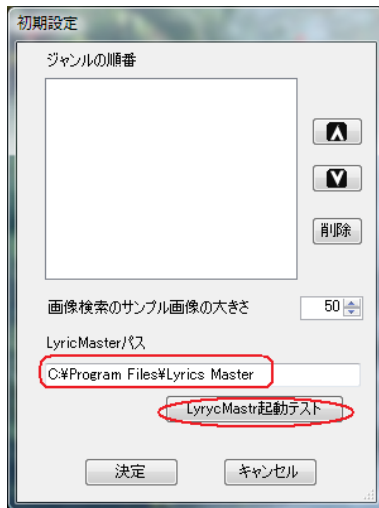 初期設定
ジャンルの順番
削除
画像検索のサンプル画像の大きさ 50
LyricMasterパス
C:¥Program Files¥Lyrics Master
LyrycMastr起動テスト
決定 キャンセル